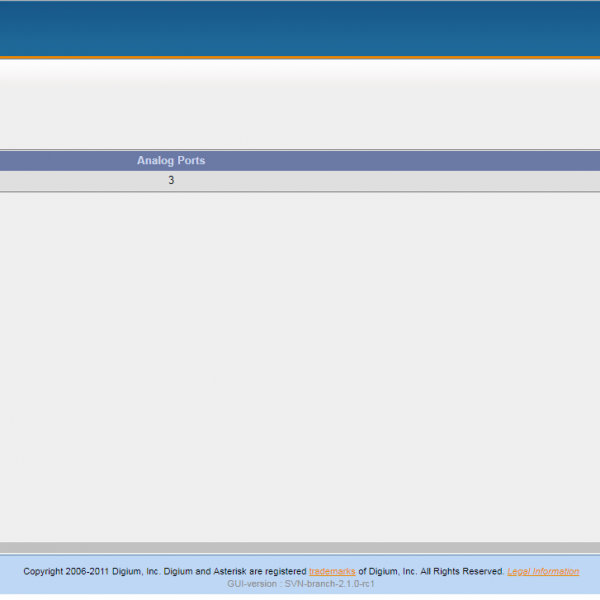 Analog Ports
3
Copyright 2006-2011 Digium, Inc. Digium and Asterisk are registered trademarks of Digium, Inc. All Rights Reserved. Legal Information
GUI-version : SVN-branch-2.1.0-rc1